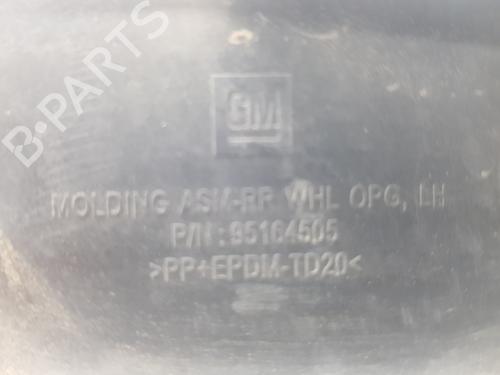 B-PARTS
GM
MOLDING ASM-RR WHL OPG, LH
P/N : 95164505
>PP+EPDM-TD20<